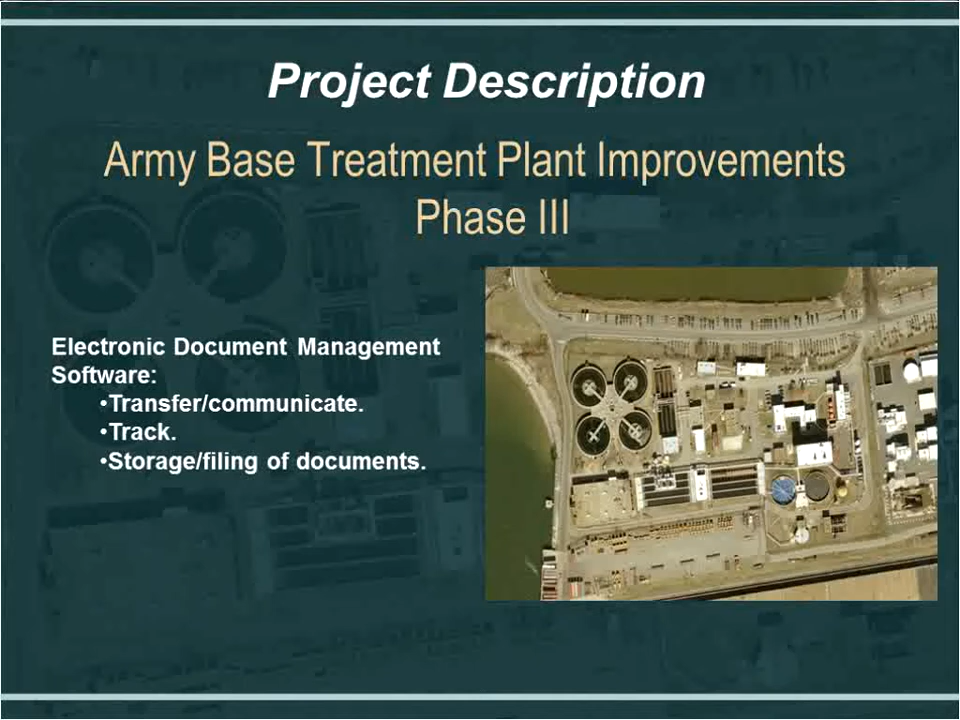 Project Description
Army Base Treatment Plant Improvements
Phase III
Electronic Document Management
Software:
•Transfer/communicate.
•Track.
•Storage/filing of documents.